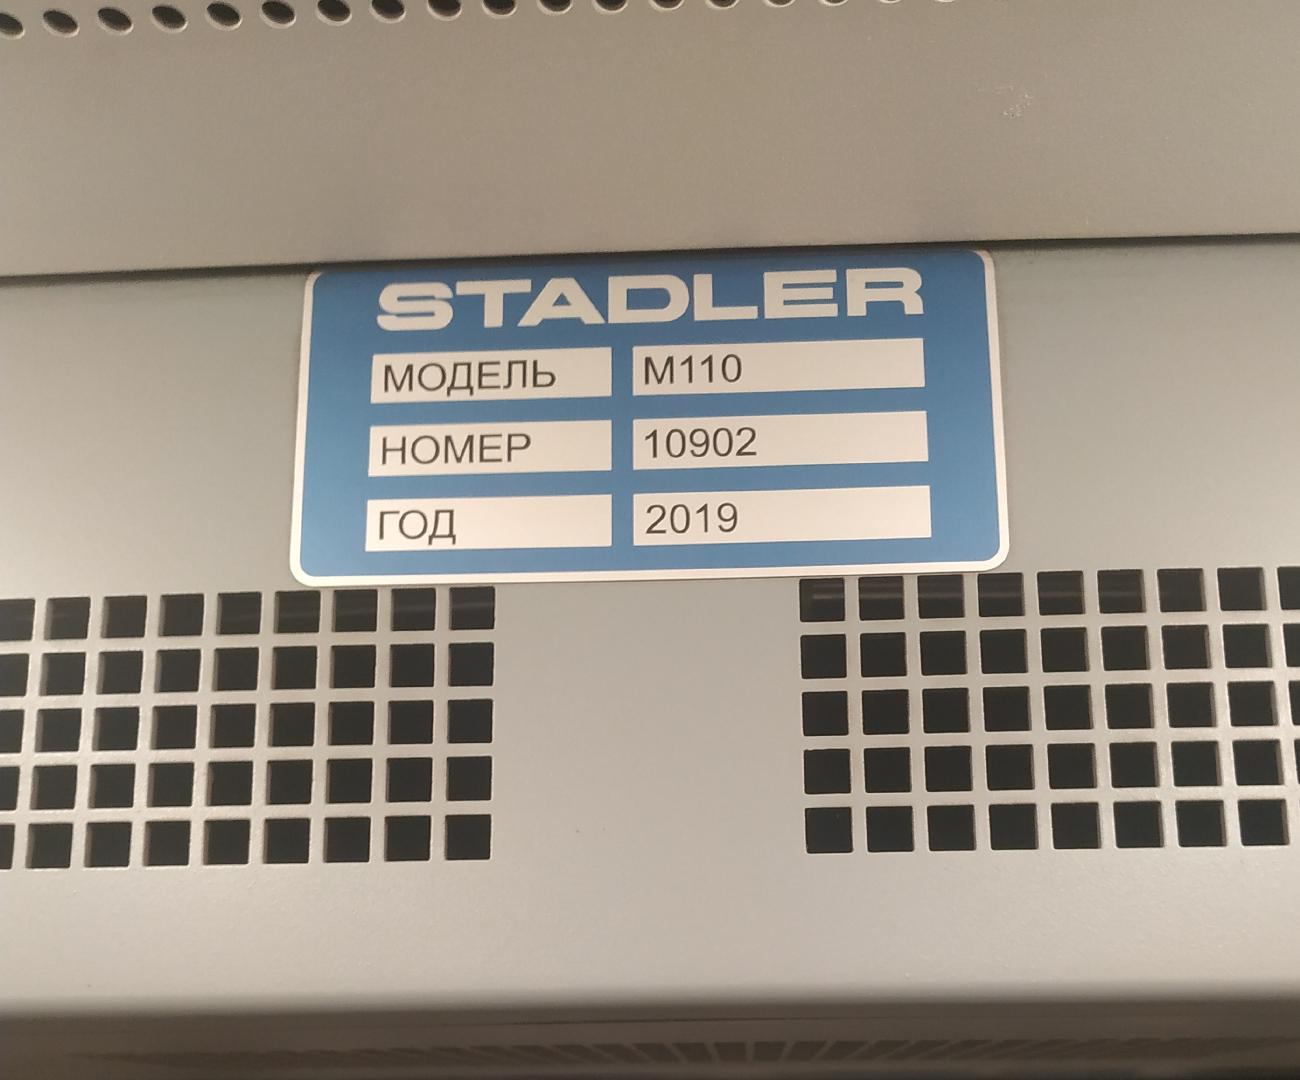 STADLER
МОДЕЛЬ M110
НОМЕР 10902
ГОД 2019